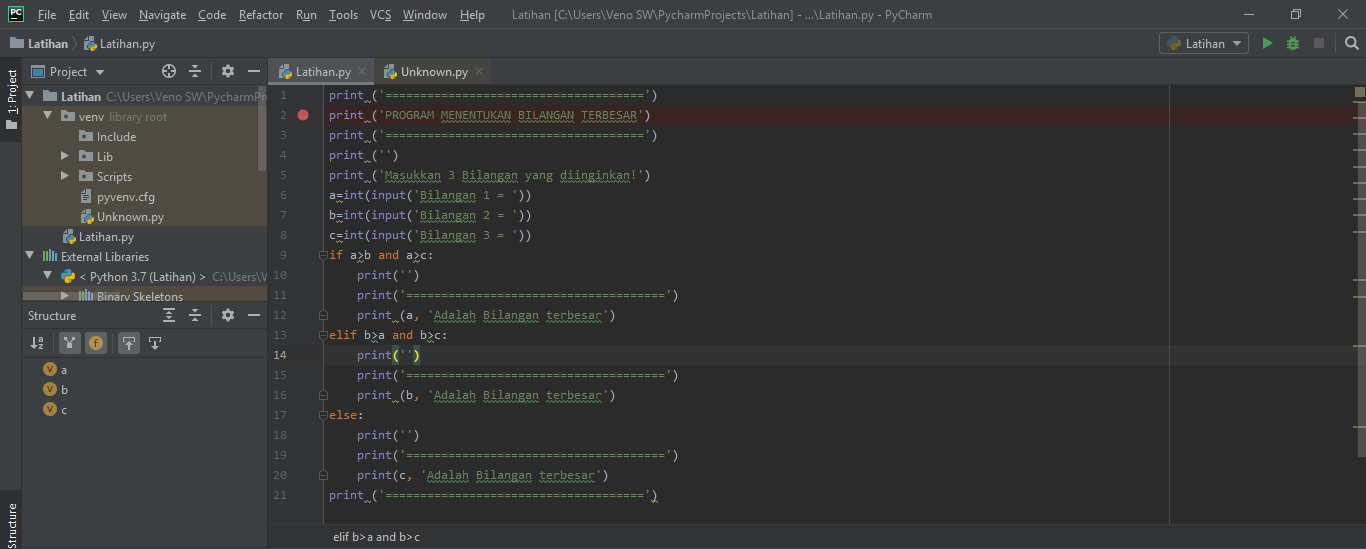 PC File Edit View Navigate Code Refactor Run Tools VCS Window Help Latihan [C:\Users\Veno SW\PycharmProjects\Latihan] - ...\Latihan.py - PyCharm
Latihan Latihan.py Latihan
1: Project
Project
Latihan C:\Users\Veno SW\PycharmPr
venv library root
Include
Lib
Scripts
pyvenv.cfg
Unknown.py
Latihan.py
External Libraries
< Python 3.7 (Latihan) > C:\Users\V
Binary Skeletons
Structure
a
b
c
Structure
Latihan.py Unknown.py
1 print ('=====================================')
2 print ('PROGRAM MENENTUKAN BILANGAN TERBESAR')
3 print ('=====================================')
4 print ('')
5 print ('Masukkan 3 Bilangan yang diinginkan!')
6 a=int(input('Bilangan 1 = '))
7 b=int(input('Bilangan 2 = '))
8 c=int(input('Bilangan 3 = '))
9 if a>b and a>c:
10 print('')
11 print('=====================================')
12 print (a, 'Adalah Bilangan terbesar')
13 elif b>a and b>c:
14 print('')
15 print('=====================================')
16 print (b, 'Adalah Bilangan terbesar')
17 else:
18 print('')
19 print('=====================================')
20 print(c, 'Adalah Bilangan terbesar')
21 print ('=====================================')
elif b>a and b>c